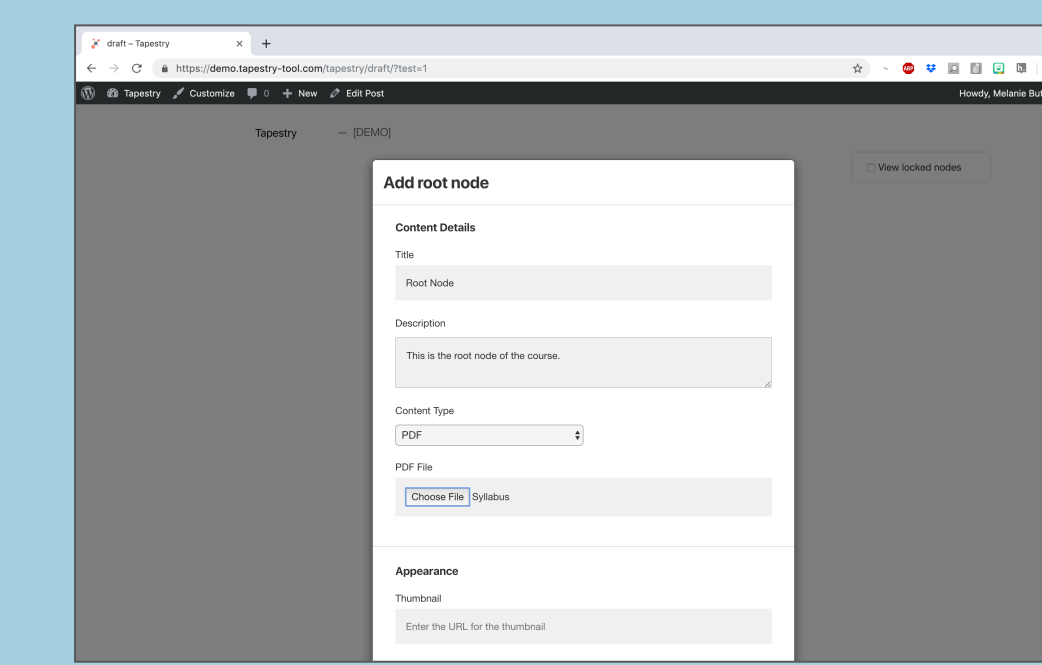 draft – Tapestry
https://demo.tapestry-tool.com/tapestry/draft/?test=1
ABP
h.
Tapestry Customize 0 New Edit Post Howdy, Melanie But
Tapestry — [DEMO]
View locked nodes
Add root node
Content Details
Title
Root Node
Description
This is the root node of the course.
Content Type
PDF
PDF File
Choose File Syllabus
Appearance
Thumbnail
Enter the URL for the thumbnail